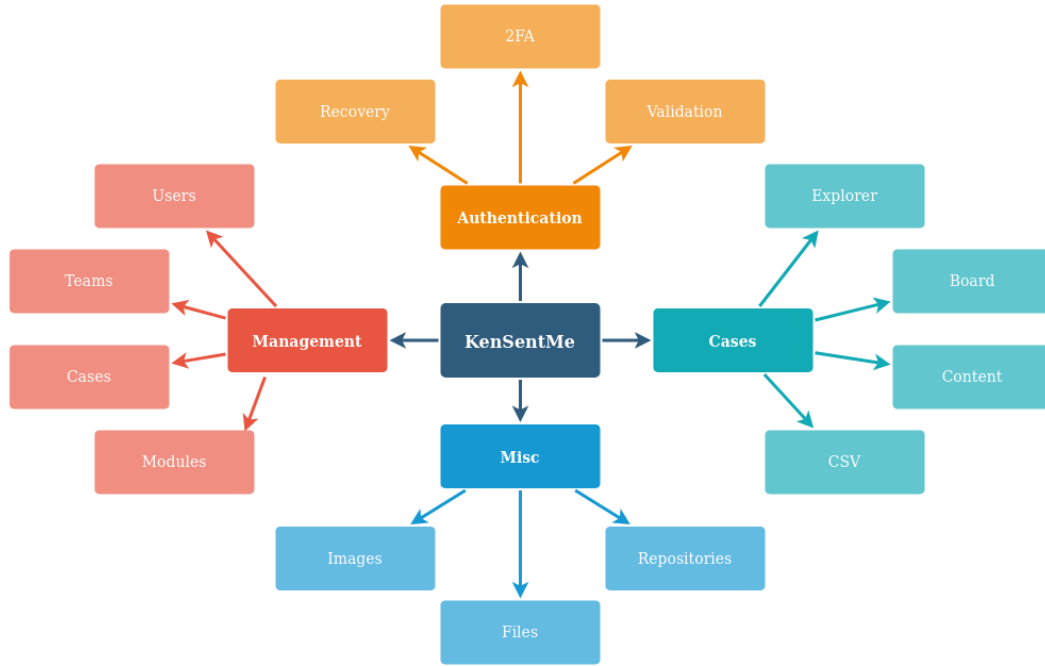 2FA
Recovery
Validation
Users
Explorer
Authentication
Teams
Board
Management
KenSentMe
Cases
Cases
Content
Misc
Modules
CSV
Images
Repositories
Files